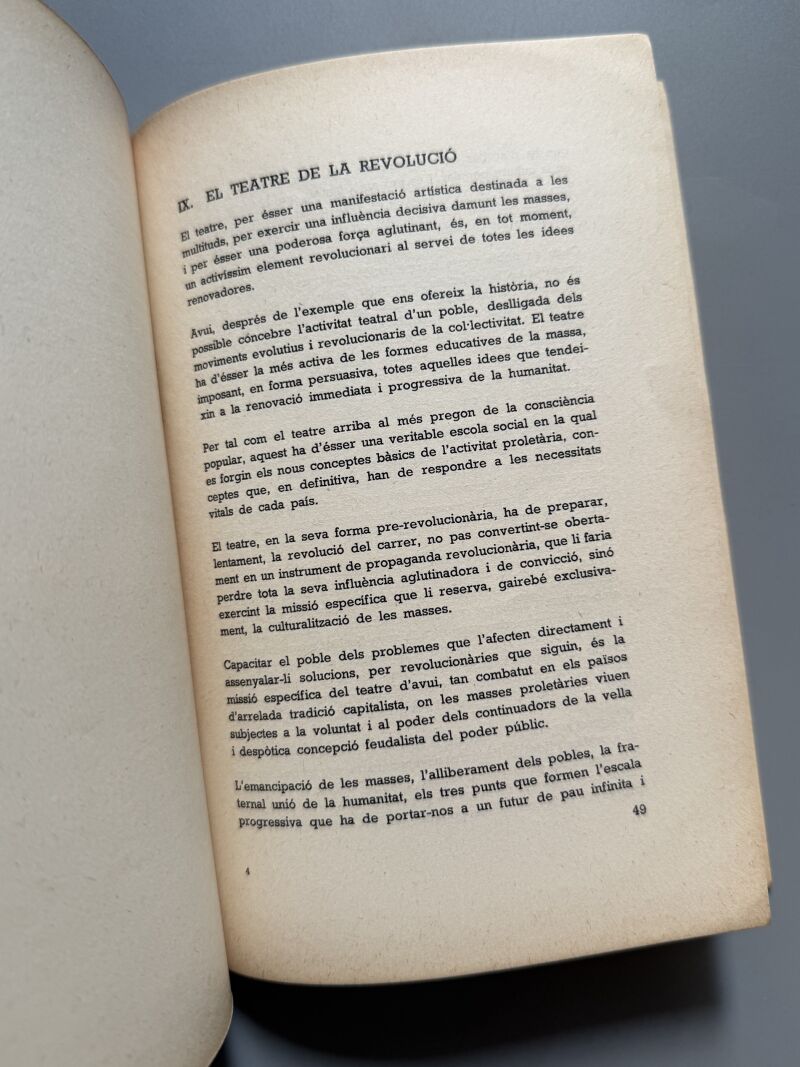 IX. EL TEATRE DE LA REVOLUCIÓ
El teatre, per ésser una manifestació artística destinada a les
multituds, per exercir una influència decisiva damunt les masses,
i per ésser una poderosa força aglutinant, és, en tot moment,
un activíssim element revolucionari al servei de totes les idees
renovadores.
Avui, després de l'exemple que ens ofereix la història, no és
possible cóncebre l'activitat teatral d'un poble, deslligada dels
moviments evolutius i revolucionaris de la col·lectivitat. El teatre
ha d'ésser la més activa de les formes educatives de la massa,
imposant, en forma persuasiva, totes aquelles idees que tendei-
xin a la renovació immediata i progressiva de la humanitat.
Per tal com el teatre arriba al més pregon de la consciència
popular, aquest ha d'ésser una veritable escola social en la qual
es forgin els nous conceptes bàsics de l'activitat proletària, con-
ceptes que, en definitiva, han de respondre a les necessitats
vitals de cada país.
El teatre, en la seva forma pre-revolucionària, ha de preparar,
lentament, la revolució del carrer, no pas convertint-se oberta-
ment en un instrument de propaganda revolucionària, que li faria
perdre tota la seva influència aglutinadora i de convicció, sinó
exercint la missió específica que li reserva, gairebé exclusiva-
ment, la culturalització de les masses.
Capacitar el poble dels problemes que l'afecten directament i
assenyalar-li solucions, per revolucionàries que siguin, és la
missió específica del teatre d'avui, tan combatut en els països
d'arrelada tradició capitalista, on les masses proletàries viuen
subjectes a la voluntat i al poder dels continuadors de la vella
i despòtica concepció feudalista del poder públic.
L'emancipació de les masses, l'alliberament dels pobles, la fra-
ternal unió de la humanitat, els tres punts que formen l'escala
progressiva que ha de portar-nos a un futur de pau infinita i
49
4